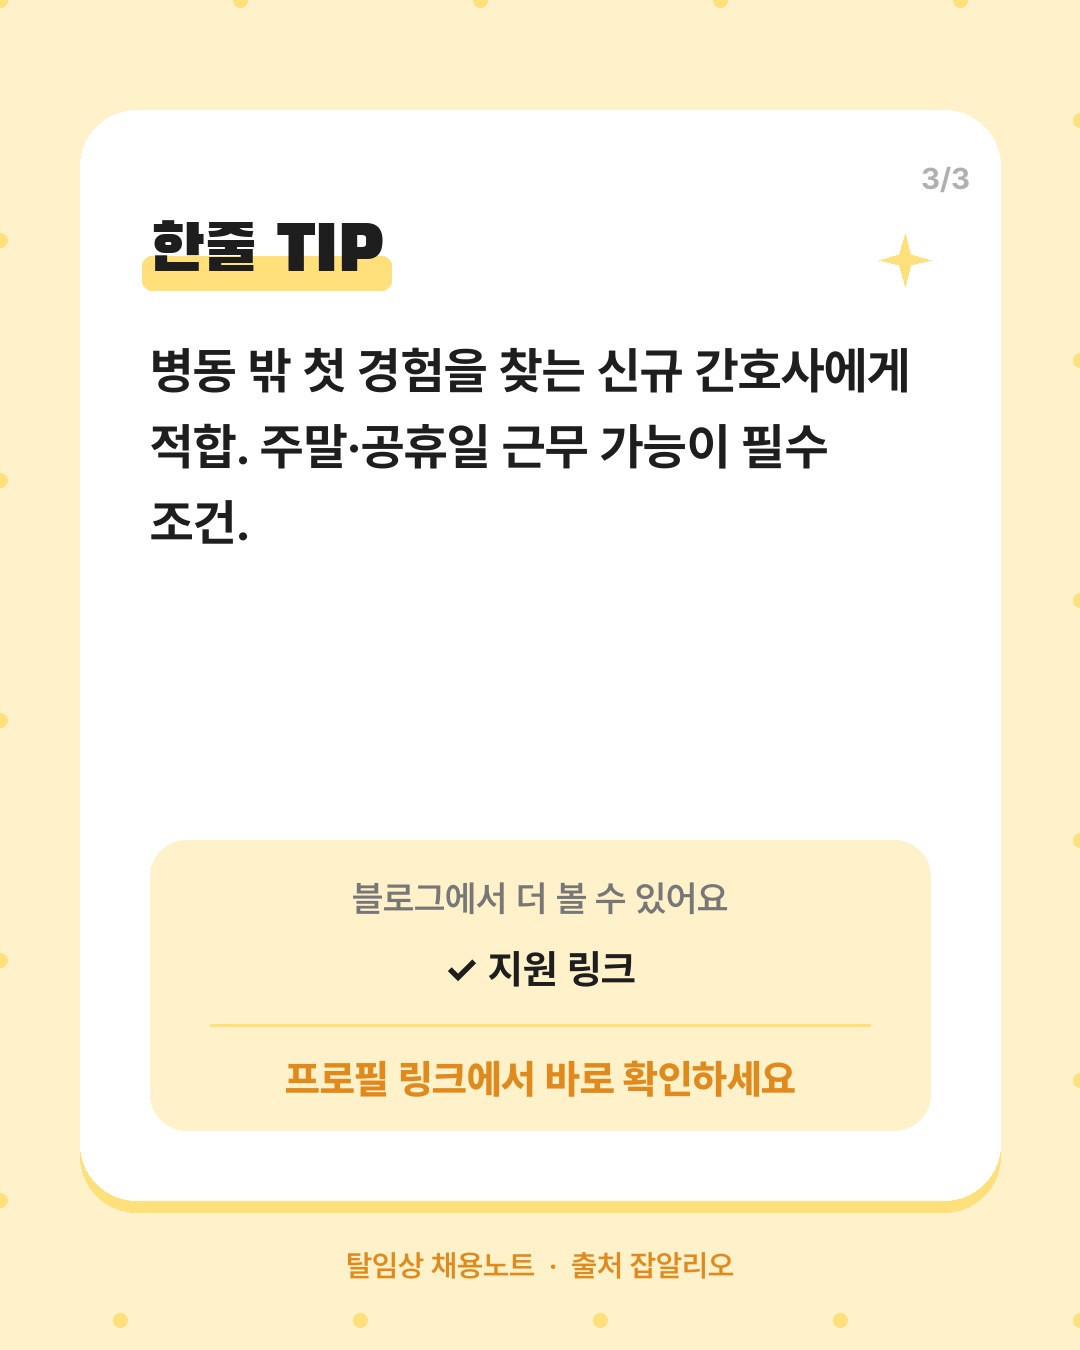 3/3
한줄 TIP
병동 밖 첫 경험을 찾는 신규 간호사에게
적합. 주말·공휴일 근무 가능이 필수
조건.
블로그에서 더 볼 수 있어요
✓ 지원 링크
프로필 링크에서 바로 확인하세요
탈임상 채용노트 · 출처 잡알리오